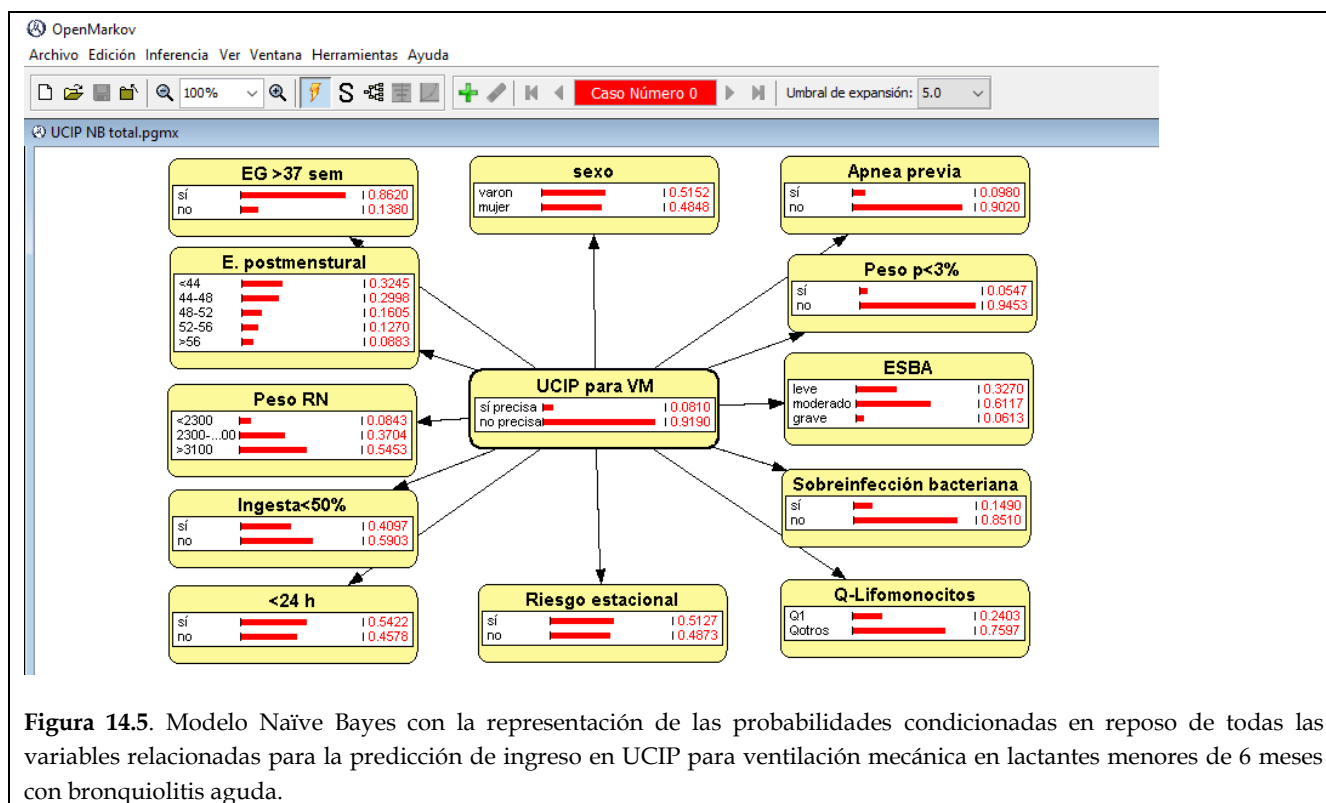 OpenMarkov
Archivo Edición Inferencia Ver Ventana Herramientas Ayuda
100% S Caso Número 0 Umbral de expansión: 5.0
UCIP NB total.pgmx
EG >37 sem
sí 0.8620
no 0.1380
sexo
varon 0.5152
mujer 0.4848
Apnea previa
sí 0.0980
no 0.9020
E. postmenstural
<44 0.3245
44-48 0.2998
48-52 0.1605
52-56 0.1270
>56 0.0883
Peso p<3%
sí 0.0547
no 0.9453
UCIP para VM
sí precisa 0.0810
no precisa 0.9190
ESBA
leve 0.3270
moderado 0.6117
grave 0.0613
Peso RN
<2300 0.0843
2300-...00 0.3704
>3100 0.5453
Ingesta<50%
sí 0.4097
no 0.5903
Sobreinfección bacteriana
sí 0.1490
no 0.8510
<24 h
sí 0.5422
no 0.4578
Riesgo estacional
sí 0.5127
no 0.4873
Q-Lifomonocitos
Q1 0.2403
Qotros 0.7597
Figura 14.5. Modelo Naïve Bayes con la representación de las probabilidades condicionadas en reposo de todas las
variables relacionadas para la predicción de ingreso en UCIP para ventilación mecánica en lactantes menores de 6 meses
con bronquiolitis aguda.